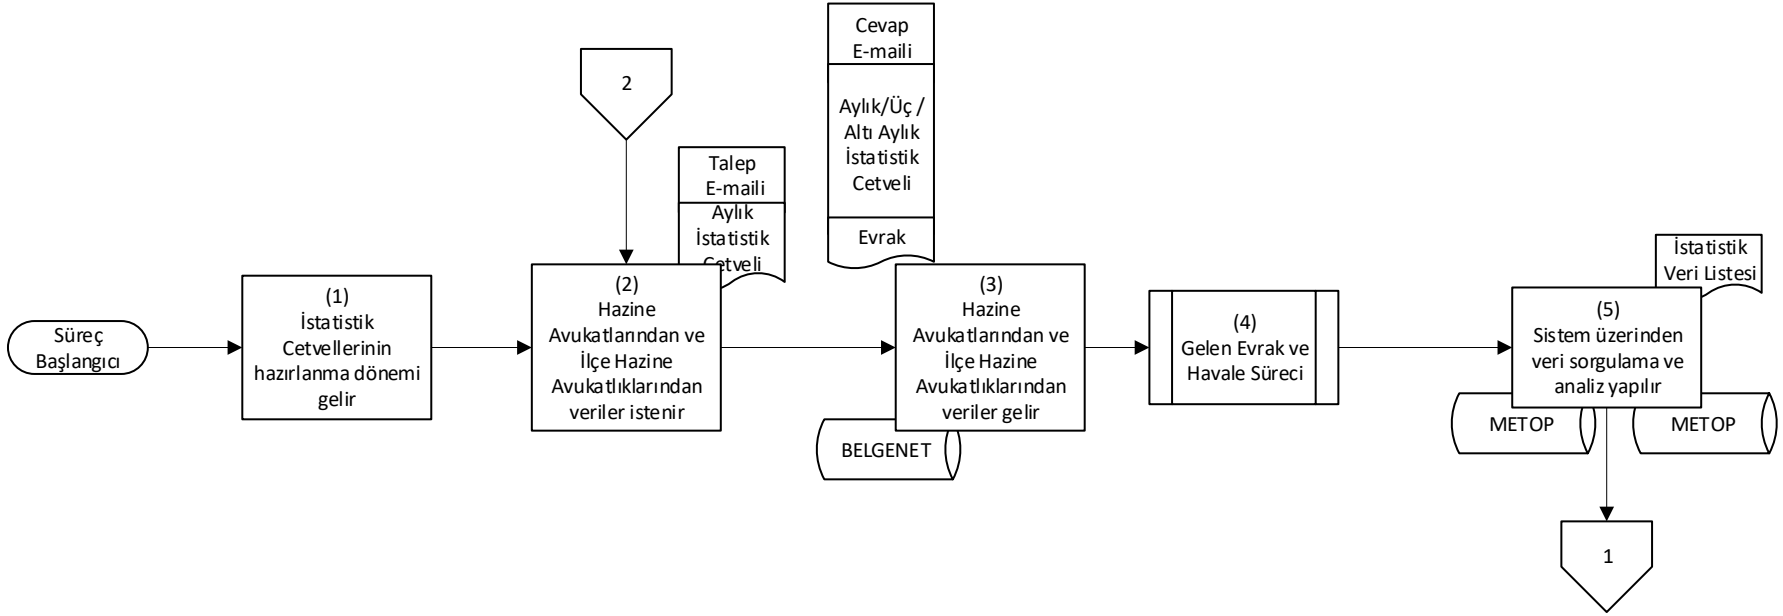 Süreç
Başlangıcı
(1)
İstatistik
Cetvellerinin
hazırlanma dönemi
gelir
2
Talep
E-maili
Aylık
İstatistik
Cetveli
(2)
Hazine
Avukatlarından ve
İlçe Hazine
Avukatlıklarından
veriler istenir
Cevap
E-maili
Aylık/Üç /
Altı Aylık
İstatistik
Cetveli
Evrak
(3)
Hazine
Avukatlarından ve
İlçe Hazine
Avukatlıklarından
veriler gelir
BELGENET
(4)
Gelen Evrak ve
Havale Süreci
İstatistik
Veri Listesi
(5)
Sistem üzerinden
veri sorgulama ve
analiz yapılır
METOP
METOP
1